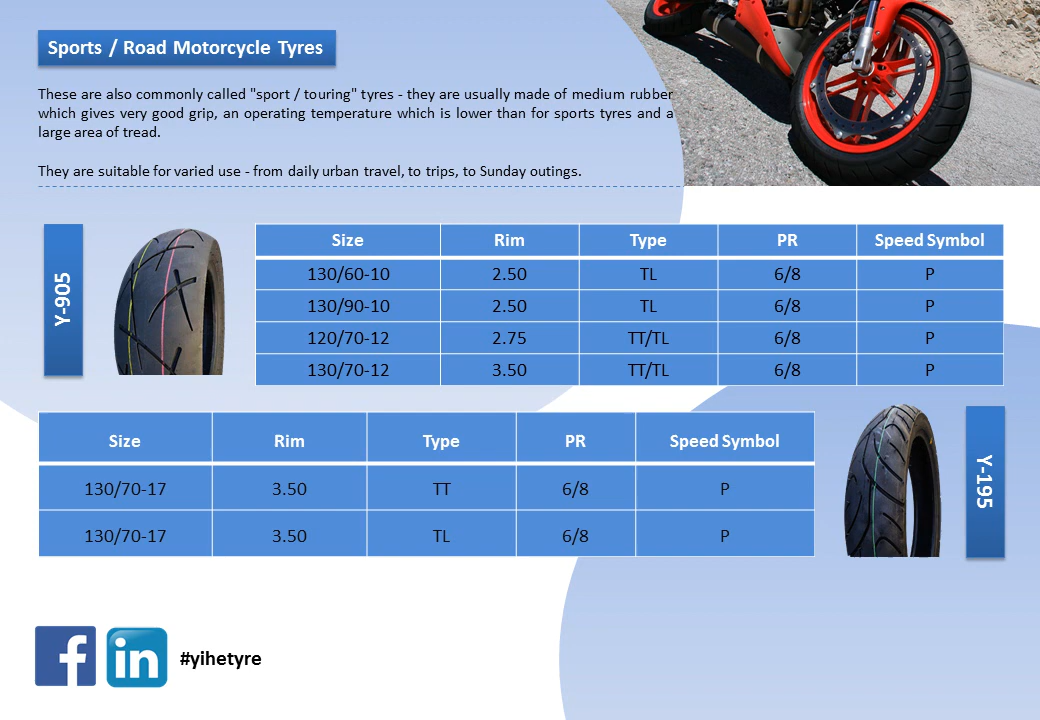 Sports / Road Motorcycle Tyres
These are also commonly called "sport / touring" tyres - they are usually made of medium rubber
which gives very good grip, an operating temperature which is lower than for sports tyres and a
large area of tread.
They are suitable for varied use - from daily urban travel, to trips, to Sunday outings.
Y-905
Size Rim Type PR Speed Symbol
130/60-10 2.50 TL 6/8 P
130/90-10 2.50 TL 6/8 P
120/70-12 2.75 TT/TL 6/8 P
130/70-12 3.50 TT/TL 6/8 P
Size Rim Type PR Speed Symbol
130/70-17 3.50 TT 6/8 P
130/70-17 3.50 TL 6/8 P
Y-195
f in #yihetyre